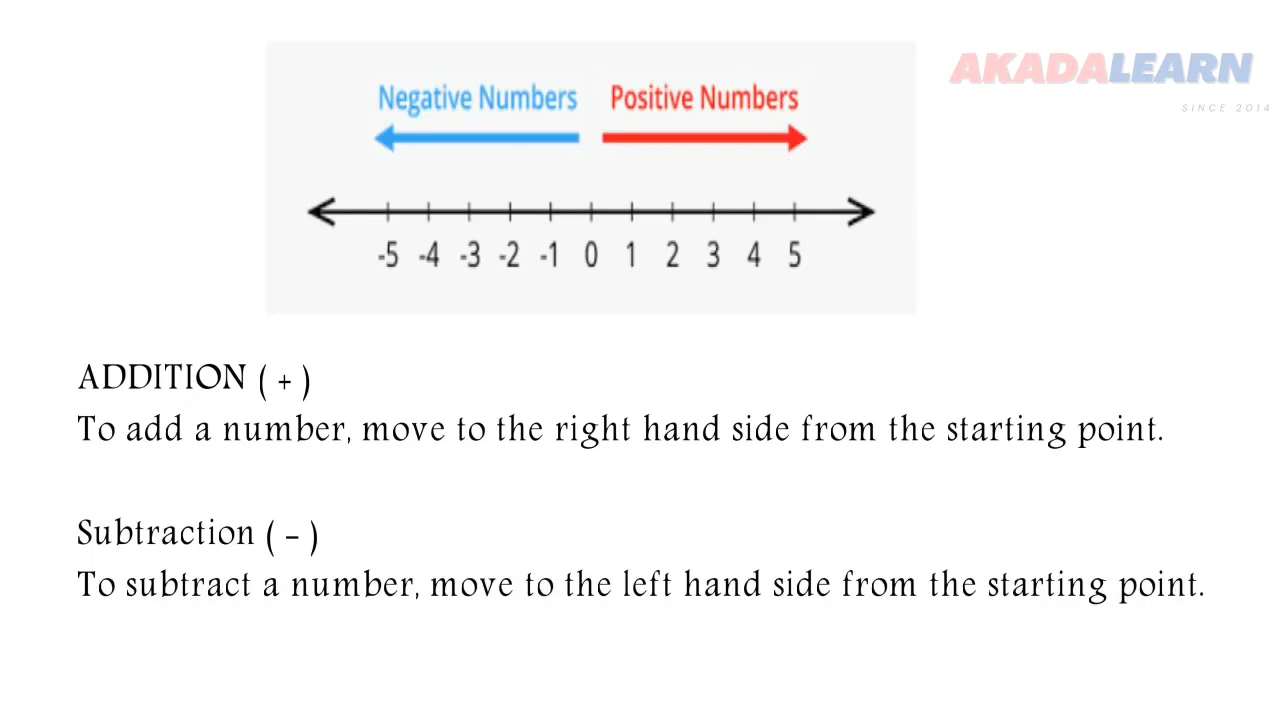 AKADALEARN
SINCE 2014
Negative Numbers Positive Numbers
-5 -4 -3 -2 -1 0 1 2 3 4 5
ADDITION ( + )
To add a number, move to the right hand side from the starting point.
Subtraction ( - )
To subtract a number, move to the left hand side from the starting point.